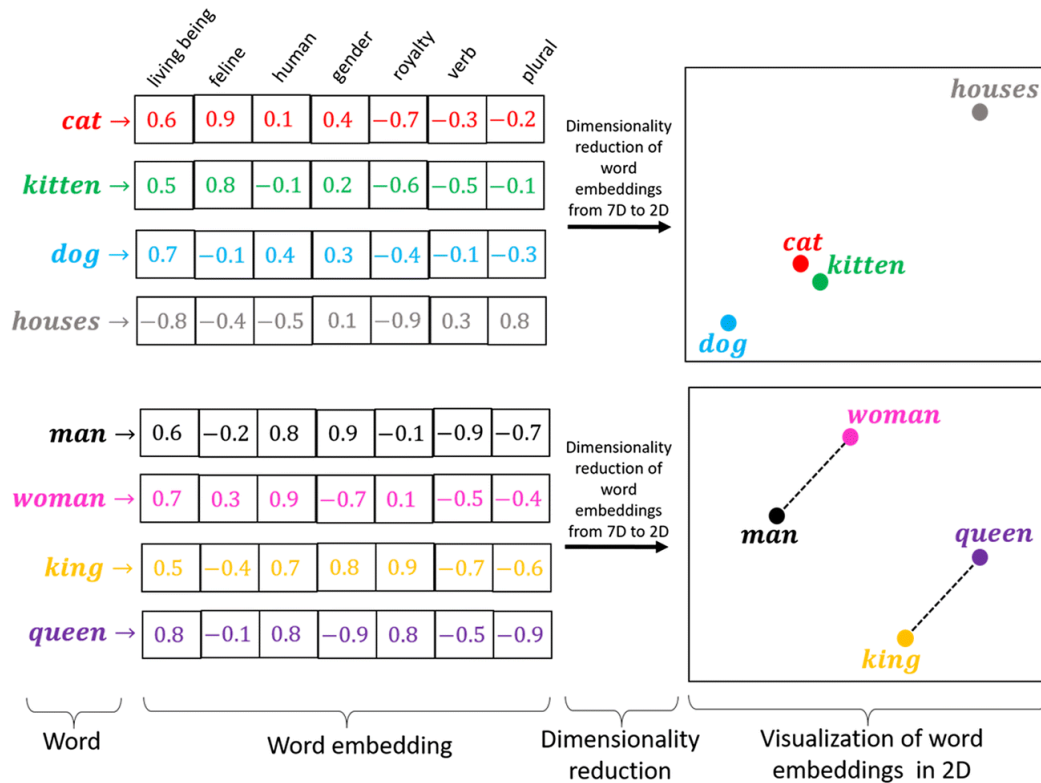 living being feline human gender royalty verb plural
cat → 0.6 0.9 0.1 0.4 −0.7 −0.3 −0.2
kitten → 0.5 0.8 −0.1 0.2 −0.6 −0.5 −0.1
dog → 0.7 −0.1 0.4 0.3 −0.4 −0.1 −0.3
houses → −0.8 −0.4 −0.5 0.1 −0.9 0.3 0.8
Dimensionality
reduction of
word
embeddings
from 7D to 2D
houses
cat
kitten
dog
man → 0.6 −0.2 0.8 0.9 −0.1 −0.9 −0.7
woman → 0.7 0.3 0.9 −0.7 0.1 −0.5 −0.4
king → 0.5 −0.4 0.7 0.8 0.9 −0.7 −0.6
queen → 0.8 −0.1 0.8 −0.9 0.8 −0.5 −0.9
Dimensionality
reduction of
word
embeddings
from 7D to 2D
woman
man
queen
king
Word
Word embedding
Dimensionality
reduction
Visualization of word
embeddings in 2D